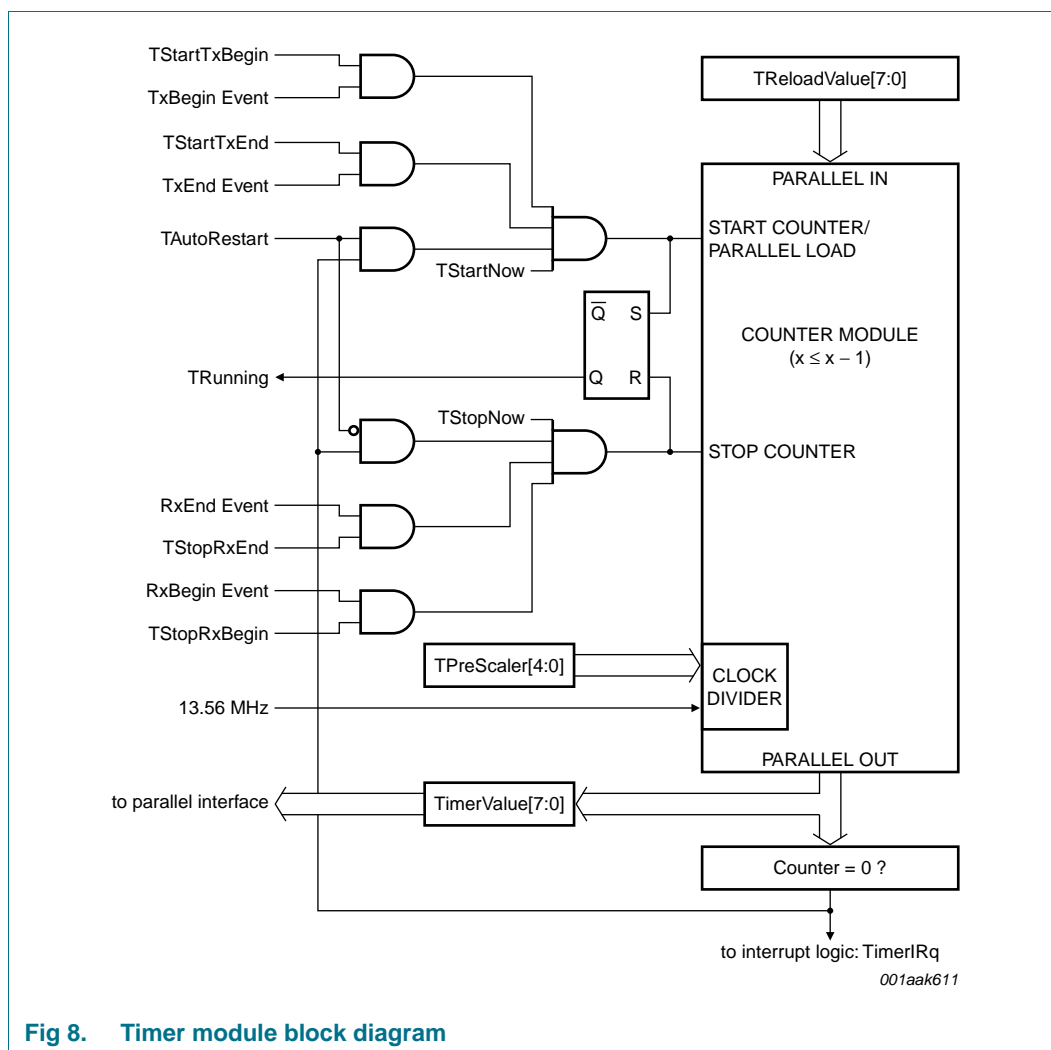 TStartTxBegin
TxBegin Event
TReloadValue[7:0]
TStartTxEnd
TxEnd Event
PARALLEL IN
TAutoRestart
START COUNTER/
PARALLEL LOAD
TStartNow
Q̅ S
COUNTER MODULE
(x ≤ x − 1)
TRunning
Q R
TStopNow
STOP COUNTER
RxEnd Event
TStopRxEnd
RxBegin Event
TStopRxBegin
TPreScaler[4:0]
CLOCK
DIVIDER
13.56 MHz
PARALLEL OUT
to parallel interface
TimerValue[7:0]
Counter = 0 ?
to interrupt logic: TimerIRq
001aak611
Fig 8. Timer module block diagram